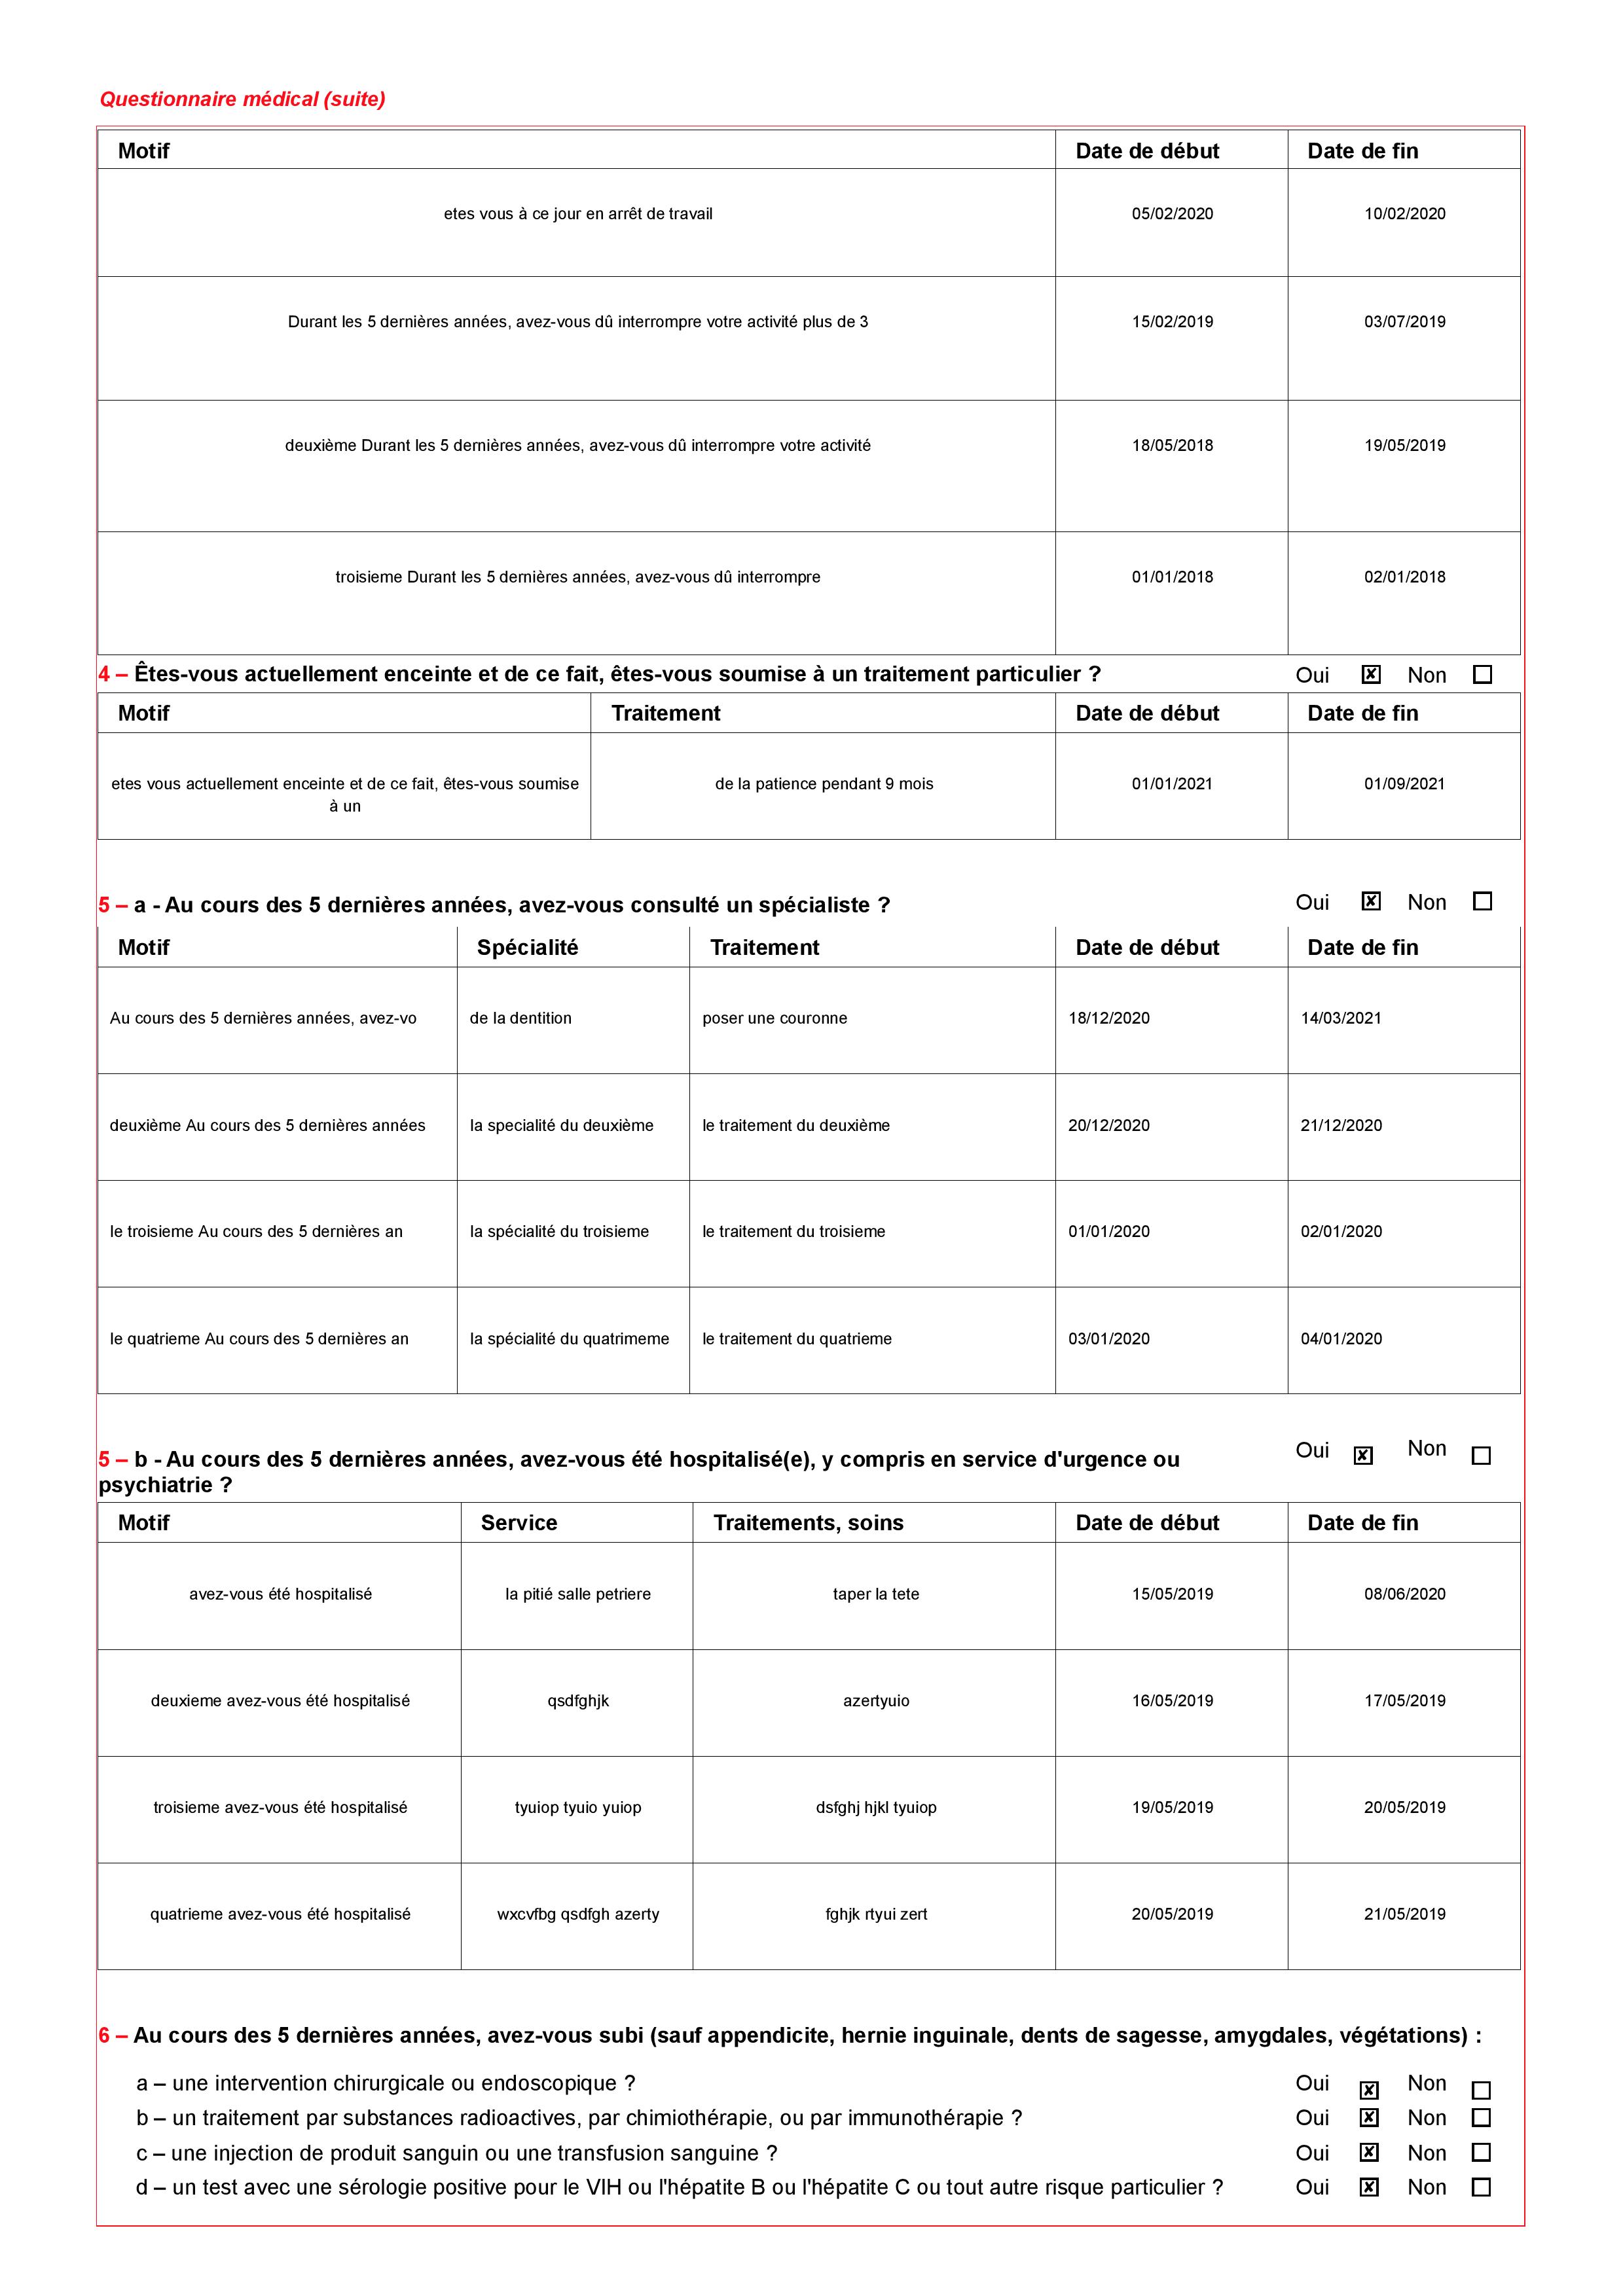 Questionnaire médical (suite)
Motif Date de début Date de fin
etes vous à ce jour en arrêt de travail 05/02/2020 10/02/2020
Durant les 5 dernières années, avez-vous dû interrompre votre activité plus de 3 15/02/2019 03/07/2019
deuxième Durant les 5 dernières années, avez-vous dû interrompre votre activité 18/05/2018 19/05/2019
troisieme Durant les 5 dernières années, avez-vous dû interrompre 01/01/2018 02/01/2018
4 – Êtes-vous actuellement enceinte et de ce fait, êtes-vous soumise à un traitement particulier ? Oui ☒ Non ☐
Motif Traitement Date de début Date de fin
etes vous actuellement enceinte et de ce fait, êtes-vous soumise de la patience pendant 9 mois 01/01/2021 01/09/2021
à un
5 – a - Au cours des 5 dernières années, avez-vous consulté un spécialiste ? Oui ☒ Non ☐
Motif Spécialité Traitement Date de début Date de fin
Au cours des 5 dernières années, avez-vo de la dentition poser une couronne 18/12/2020 14/03/2021
deuxième Au cours des 5 dernières années la specialité du deuxième le traitement du deuxième 20/12/2020 21/12/2020
le troisieme Au cours des 5 dernières an la spécialité du troisieme le traitement du troisieme 01/01/2020 02/01/2020
le quatrieme Au cours des 5 dernières an la spécialité du quatrimeme le traitement du quatrieme 03/01/2020 04/01/2020
5 – b - Au cours des 5 dernières années, avez-vous été hospitalisé(e), y compris en service d'urgence ou Oui ☒ Non ☐
psychiatrie ?
Motif Service Traitements, soins Date de début Date de fin
avez-vous été hospitalisé la pitié salle petriere taper la tete 15/05/2019 08/06/2020
deuxieme avez-vous été hospitalisé qsdfghjk azertyuio 16/05/2019 17/05/2019
troisieme avez-vous été hospitalisé tyuiop tyuio yuiop dsfghj hjkl tyuiop 19/05/2019 20/05/2019
quatrieme avez-vous été hospitalisé wxcvfbg qsdfgh azerty fghjk rtyui zert 20/05/2019 21/05/2019
6 – Au cours des 5 dernières années, avez-vous subi (sauf appendicite, hernie inguinale, dents de sagesse, amygdales, végétations) :
a – une intervention chirurgicale ou endoscopique ? Oui ☒ Non ☐
b – un traitement par substances radioactives, par chimiothérapie, ou par immunothérapie ? Oui ☒ Non ☐
c – une injection de produit sanguin ou une transfusion sanguine ? Oui ☒ Non ☐
d – un test avec une sérologie positive pour le VIH ou l'hépatite B ou l'hépatite C ou tout autre risque particulier ? Oui ☒ Non ☐